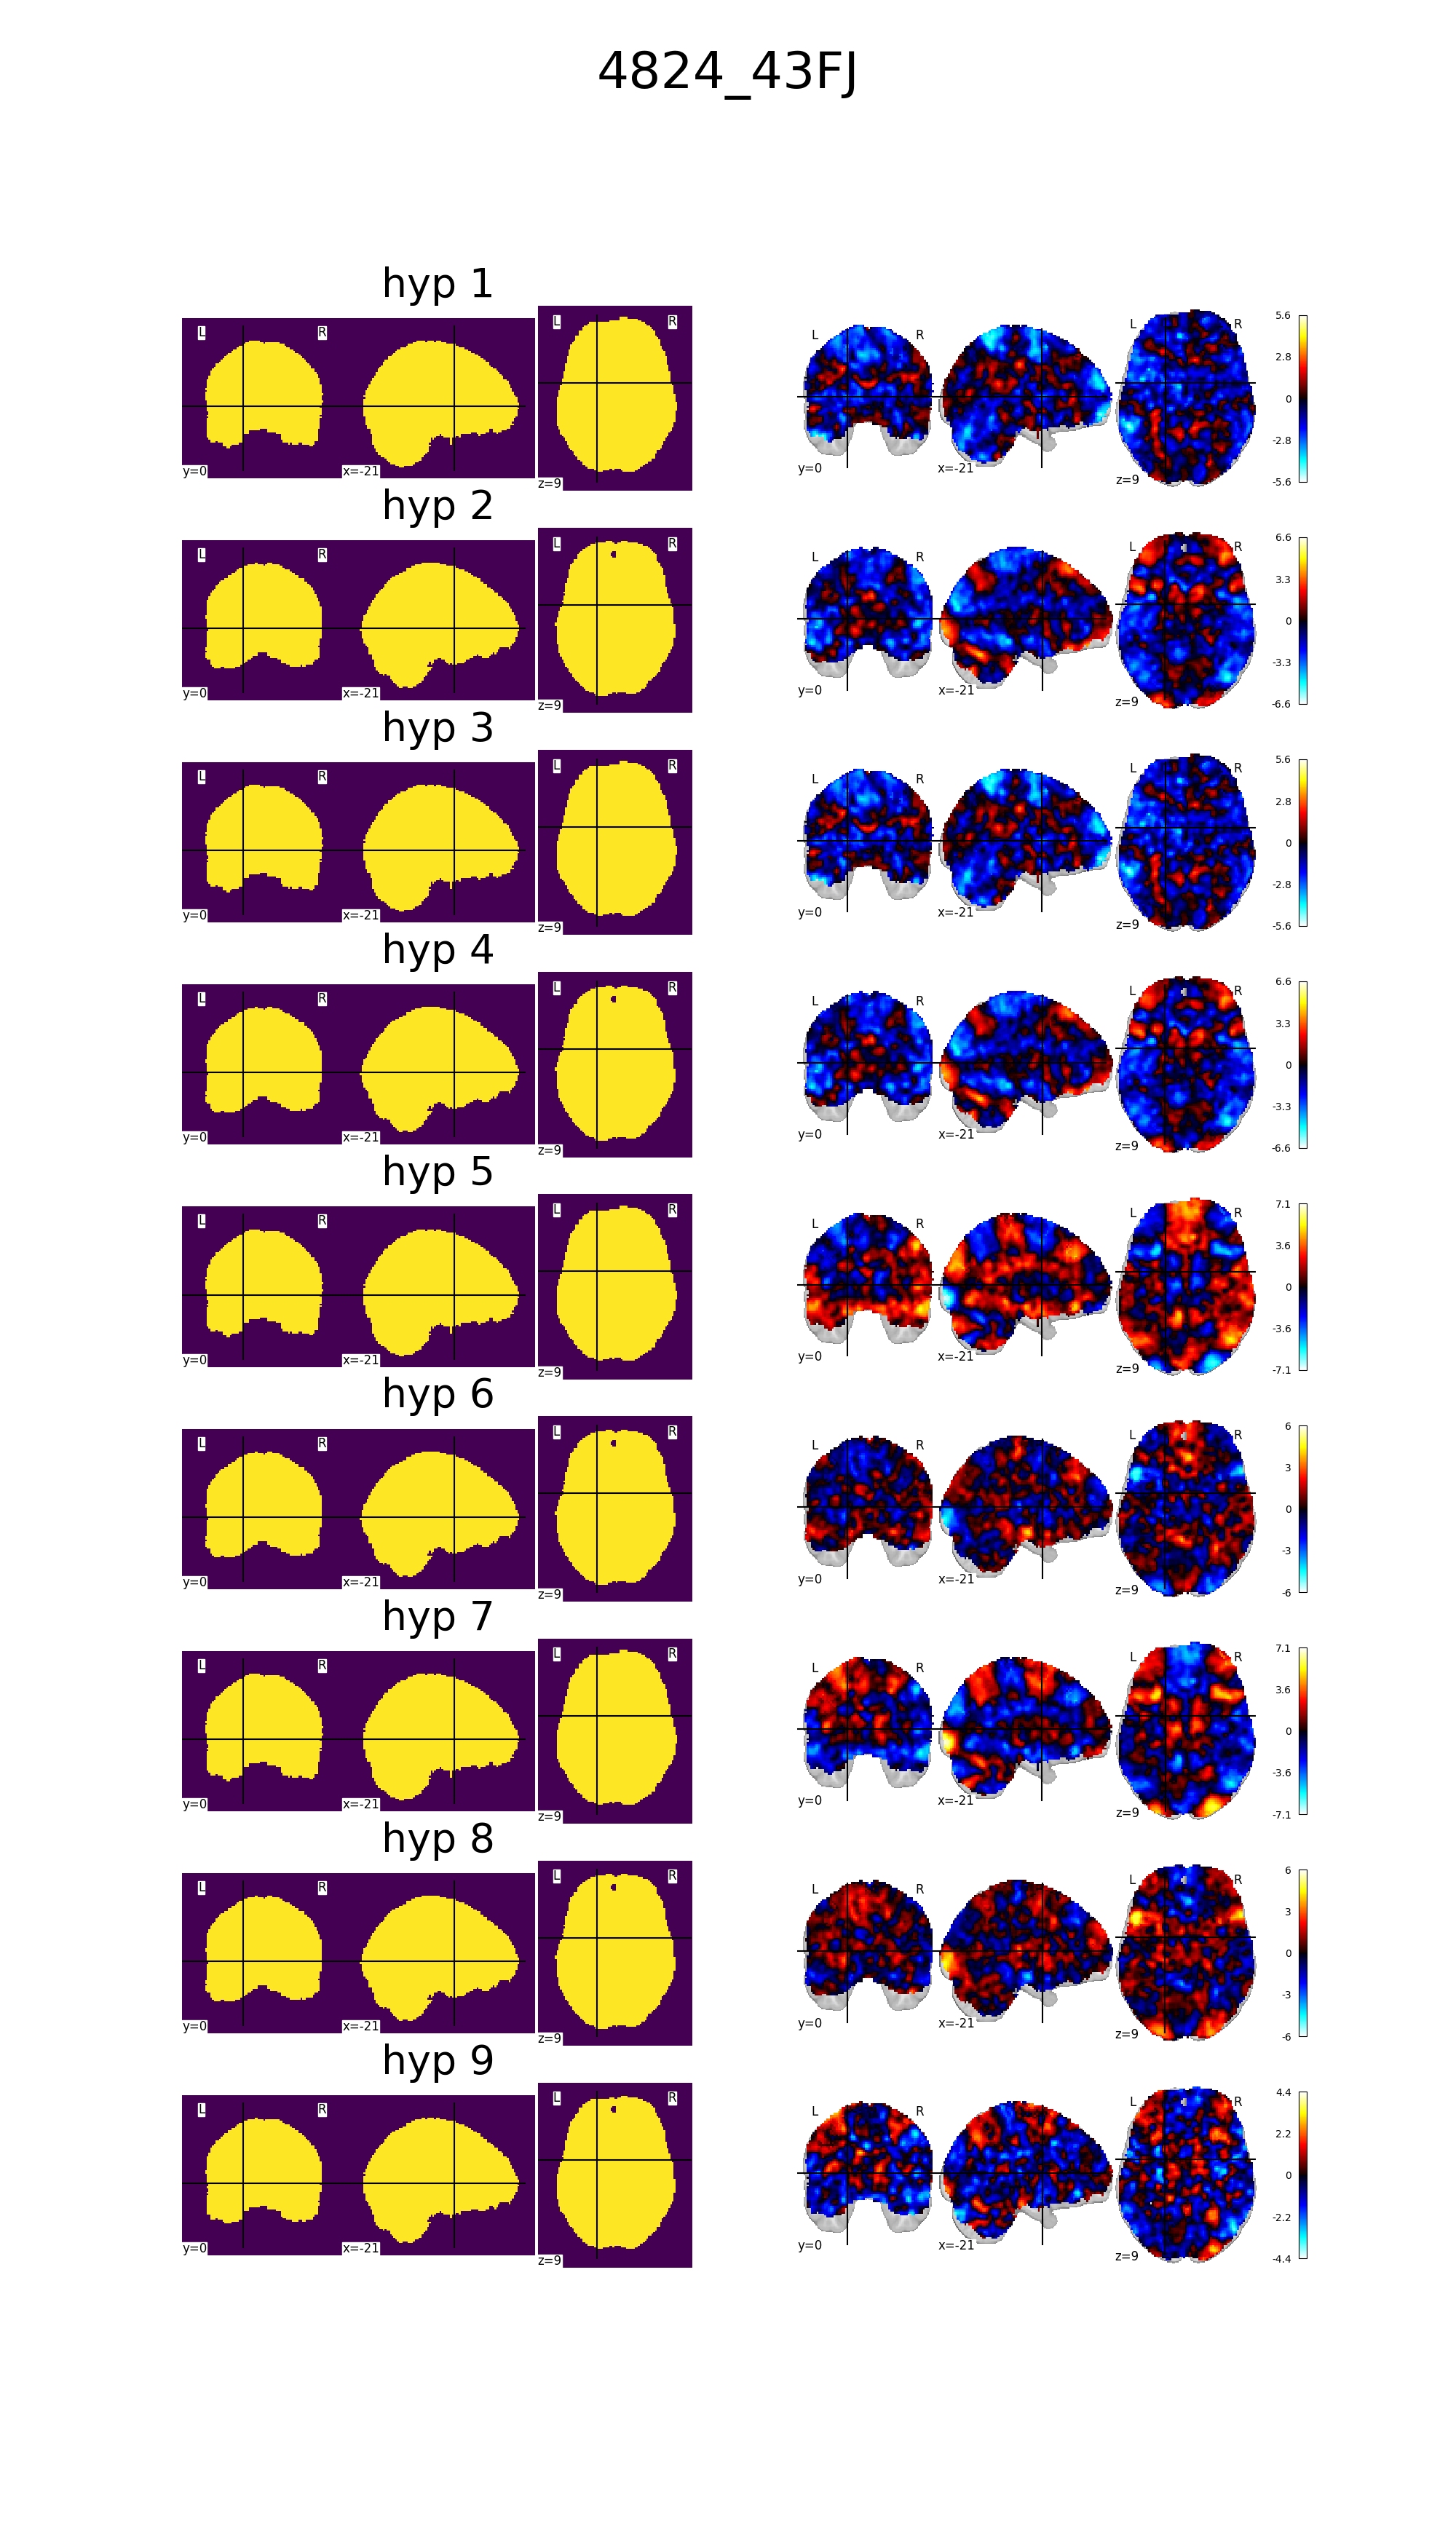 4824_43FJ
hyp 1
L R L R L R L R 5.6
2.8
0
-2.8
-5.6
y=0 x=-21 z=9 y=0 x=-21 z=9
hyp 2
L R L R L R L R 6.6
3.3
0
-3.3
-6.6
y=0 x=-21 z=9 y=0 x=-21 z=9
hyp 3
L R L R L R L R 5.6
2.8
0
-2.8
-5.6
y=0 x=-21 z=9 y=0 x=-21 z=9
hyp 4
L R L R L R L R 6.6
3.3
0
-3.3
-6.6
y=0 x=-21 z=9 y=0 x=-21 z=9
hyp 5
L R L R L R L R 7.1
3.6
0
-3.6
-7.1
y=0 x=-21 z=9 y=0 x=-21 z=9
hyp 6
L R L R L R L R 6
3
0
-3
-6
y=0 x=-21 z=9 y=0 x=-21 z=9
hyp 7
L R L R L R L R 7.1
3.6
0
-3.6
-7.1
y=0 x=-21 z=9 y=0 x=-21 z=9
hyp 8
L R L R L R L R 6
3
0
-3
-6
y=0 x=-21 z=9 y=0 x=-21 z=9
hyp 9
L R L R L R L R 4.4
2.2
0
-2.2
-4.4
y=0 x=-21 z=9 y=0 x=-21 z=9